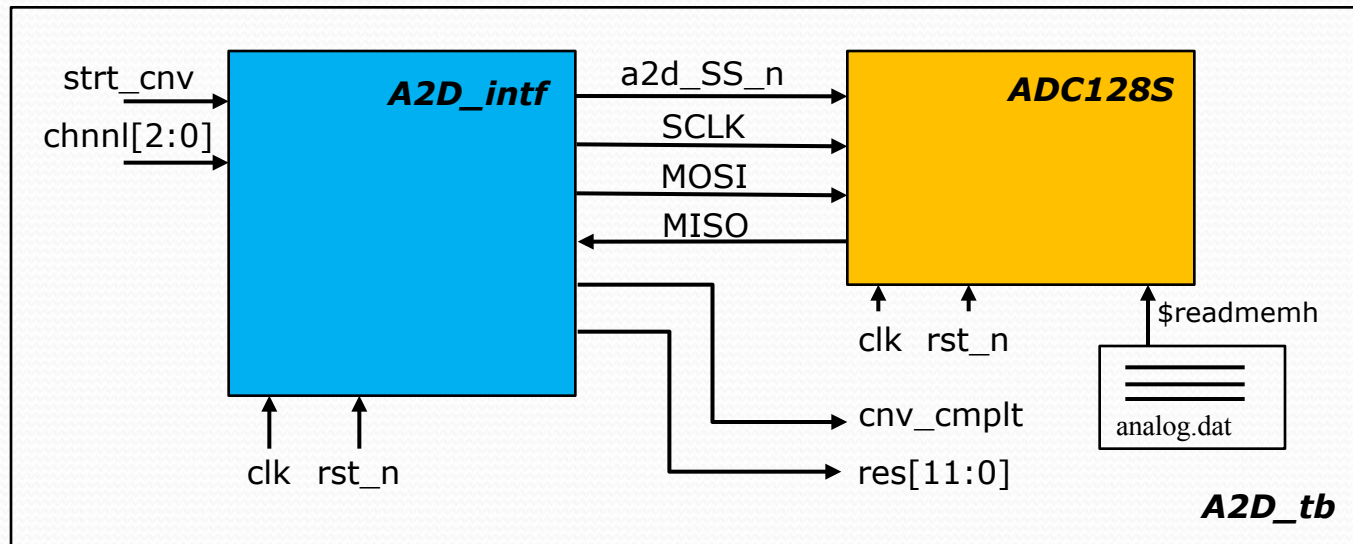 strt_cnv
chnnl[2:0]
A2D_intf
a2d_SS_n
SCLK
MOSI
MISO
ADC128S
clk rst_n
$readmemh
analog.dat
cnv_cmplt
res[11:0]
clk rst_n
A2D_tb